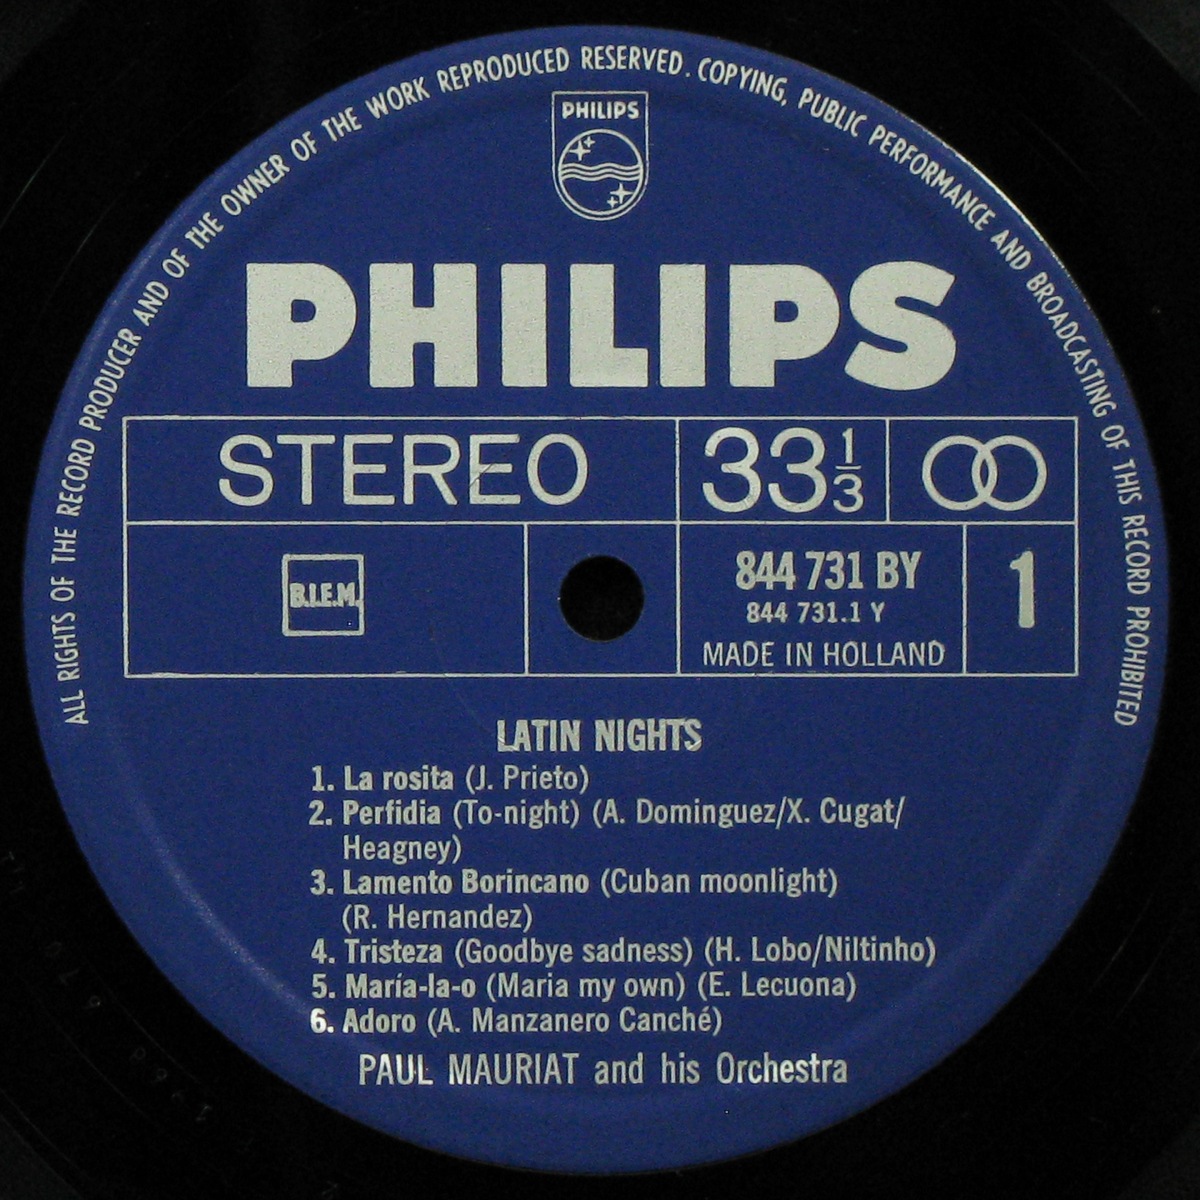 ALL RIGHTS OF THE RECORD PRODUCER AND OF THE OWNER OF THE WORK REPRODUCED RESERVED. COPYING, PUBLIC PERFORMANCE AND BROADCASTING OF THIS RECORD PROHIBITED
PHILIPS
PHILIPS
STEREO
33 1/3
B.I.E.M.
844 731 BY
844 731.1 Y
MADE IN HOLLAND
1
LATIN NIGHTS
1. La rosita (J. Prieto)
2. Perfidia (To-night) (A. Dominguez/X. Cugat/
Heagney)
3. Lamento Borincano (Cuban moonlight)
(R. Hernandez)
4. Tristeza (Goodbye sadness) (H. Lobo/Niltinho)
5. María-la-o (Maria my own) (E. Lecuona)
6. Adoro (A. Manzanero Canché)
PAUL MAURIAT and his Orchestra